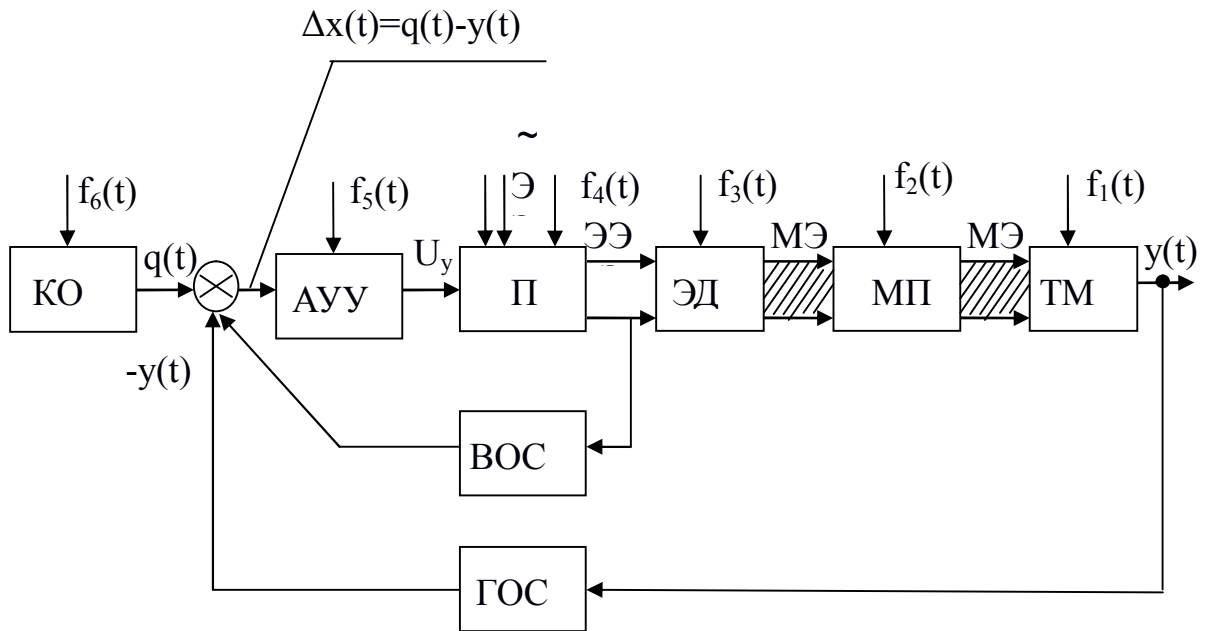 Δx(t)=q(t)-y(t)
~
f₆(t)
f₅(t)
Э
f₄(t)
f₃(t)
f₂(t)
f₁(t)
КО
q(t)
АУУ
Uу
П
ЭЭ
ЭД
МЭ
МП
МЭ
ТМ
y(t)
-y(t)
ВОС
ГОС